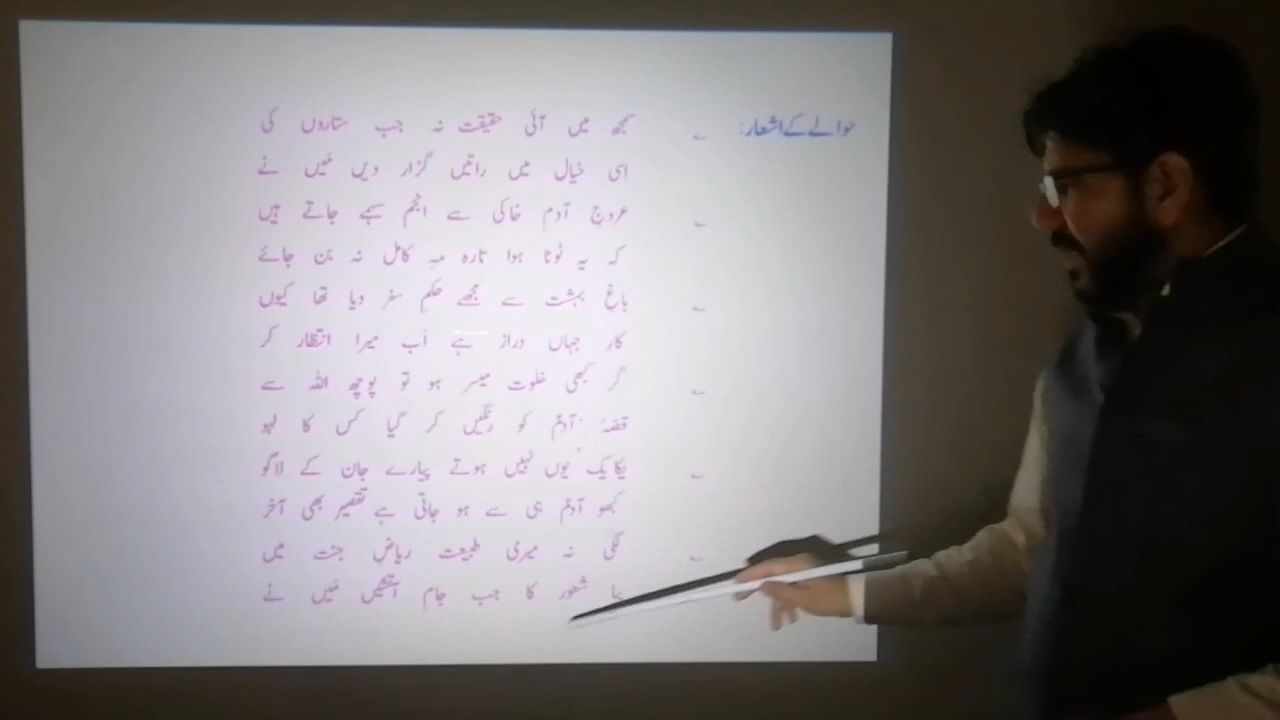 حوالے کے اشعار: ؎ سمجھ میں آئی حقیقت نہ جب ستاروں کی
اسی خیال میں راتیں گزار دیں مَیں نے
؎ عروجِ آدمِ خاکی سے انجم سہمے جاتے ہیں
کہ یہ ٹوٹا ہوا تارہ مہِ کامل نہ بن جائے
؎ باغِ بہشت سے مجھے حکمِ سفر دیا تھا کیوں
کارِ جہاں دراز ہے اَب میرا انتظار کر
؎ گر کبھی خلوت میسر ہو تو پوچھ اللہ سے
قصۂ آدمؑ کو رنگیں کر گیا کس کا لہو
؎ یکایک یوں نہیں ہوتے پیارے جان کے لاگو
کبھو آدمؑ ہی سے ہو جاتی ہے تقصیر بھی آخر
؎ لگی نہ میری طبیعت ریاضِ جنت میں
پیا شعور کا جب جامِ آتشیں مَیں نے